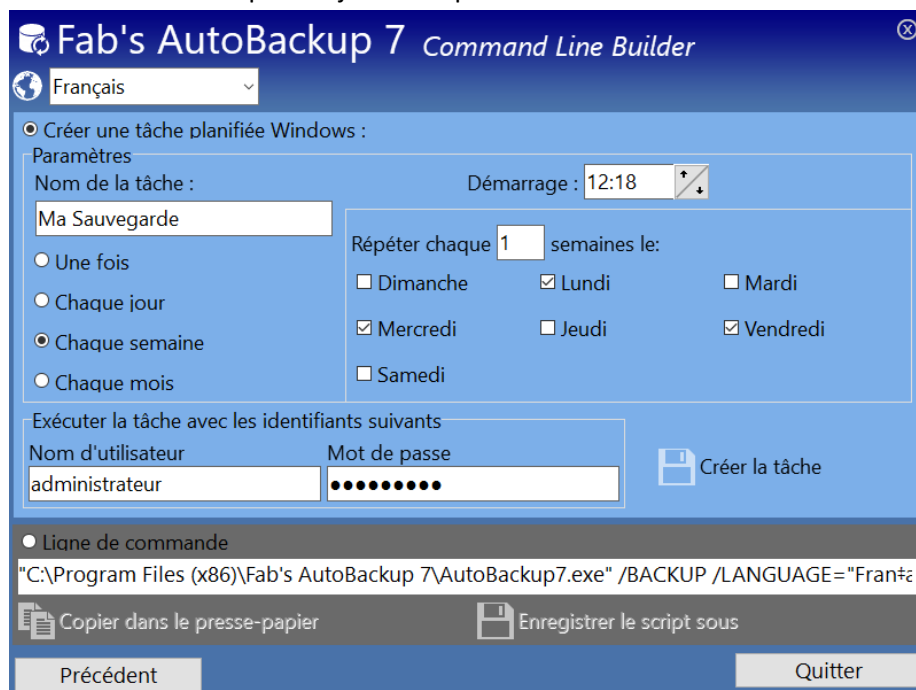 Fab's AutoBackup 7 Command Line Builder
Français
Créer une tâche planifiée Windows :
Paramètres
Nom de la tâche :
Démarrage : 12:18
Ma Sauvegarde
Répéter chaque 1 semaines le:
Une fois
Dimanche Lundi Mardi
Chaque jour
Mercredi Jeudi Vendredi
Chaque semaine
Samedi
Chaque mois
Exécuter la tâche avec les identifiants suivants
Nom d'utilisateur Mot de passe
administrateur ●●●●●●●●●
Créer la tâche
Ligne de commande
"C:\Program Files (x86)\Fab's AutoBackup 7\AutoBackup7.exe" /BACKUP /LANGUAGE="Fran‡a
Copier dans le presse-papier Enregistrer le script sous
Précédent Quitter